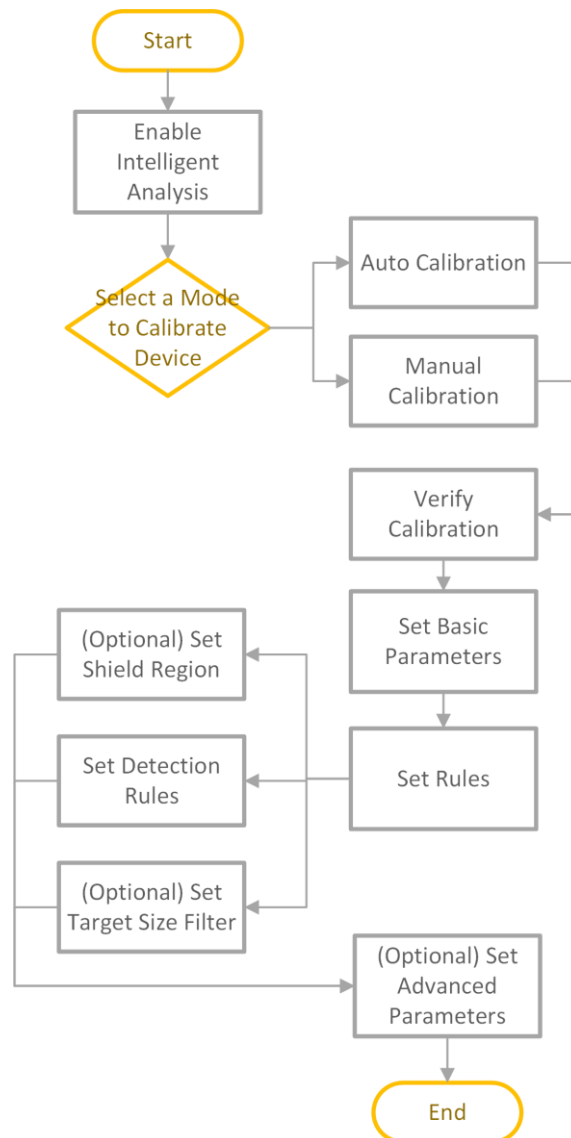 Start
Enable
Intelligent
Analysis
Select a Mode
to Calibrate
Device
Auto Calibration
Manual
Calibration
Verify
Calibration
Set Basic
Parameters
Set Rules
(Optional) Set
Shield Region
Set Detection
Rules
(Optional) Set
Target Size Filter
(Optional) Set
Advanced
Parameters
End